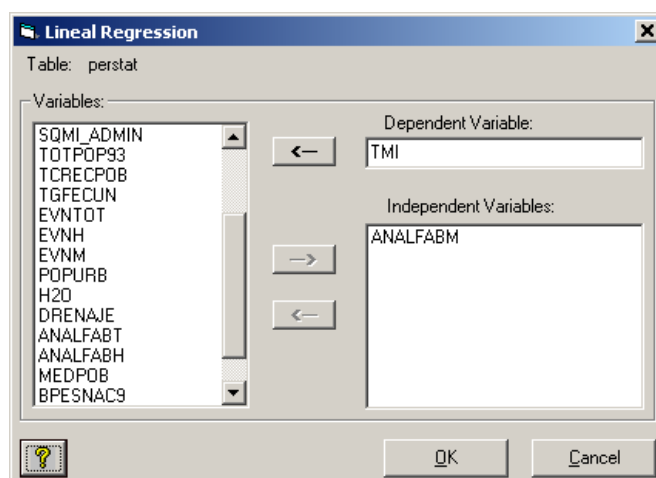 Lineal Regression
Table: perstat
Variables:
SQMI_ADMIN
TOTPOP93
TCRECPOB
TGFECUN
EVNTOT
EVNH
EVNM
POPURB
H2O
DRENAJE
ANALFABT
ANALFABH
MEDPOB
BPESNAC9
Dependent Variable:
TMI
Independent Variables:
ANALFABM
OK
Cancel